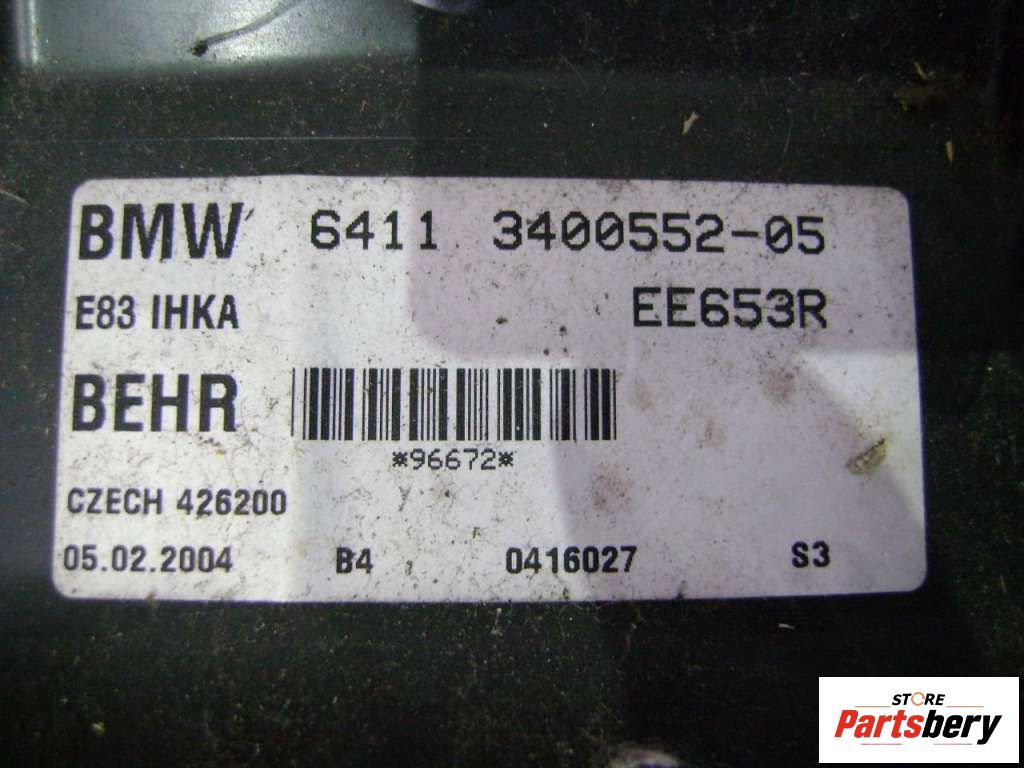 BMW 6411 3400552-05
E83 IHKA EE653R
BEHR
*96672*
CZECH 426200
05.02.2004 B4 0416027 S3
STORE
Partsbery